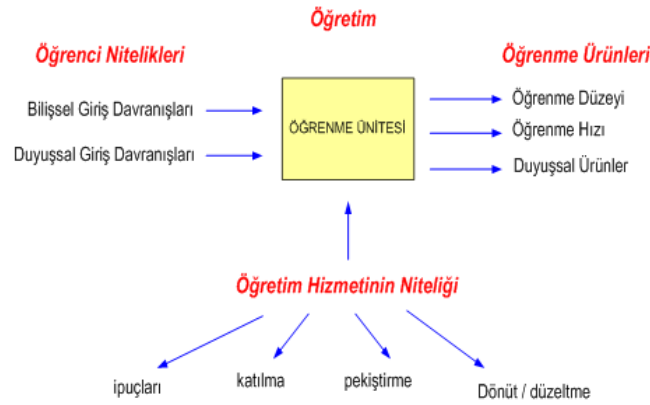 Öğretim
Öğrenci Nitelikleri
Öğrenme Ürünleri
Bilişsel Giriş Davranışları
Duyuşsal Giriş Davranışları
ÖĞRENME ÜNİTESİ
Öğrenme Düzeyi
Öğrenme Hızı
Duyuşsal Ürünler
Öğretim Hizmetinin Niteliği
ipuçları
katılma
pekiştirme
Dönüt / düzeltme